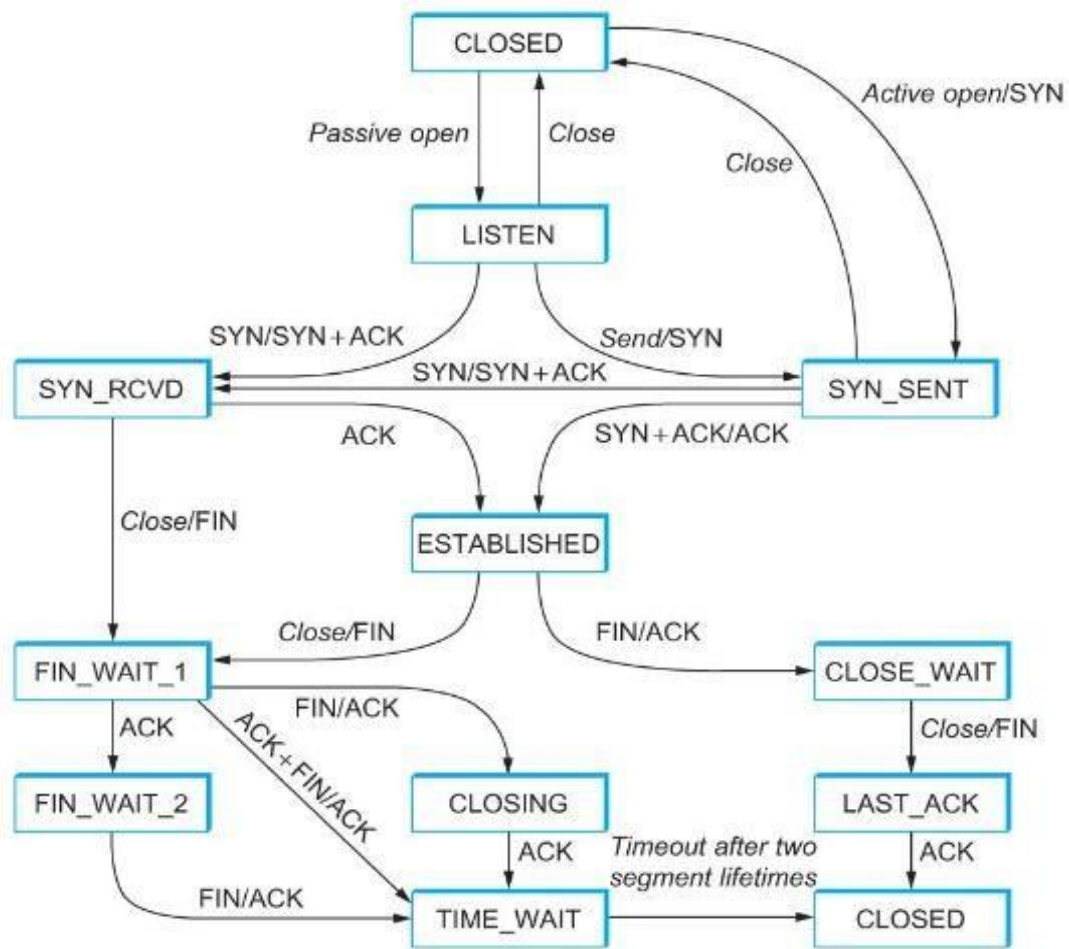 CLOSED
Active open/SYN
Passive open
Close
Close
LISTEN
SYN/SYN + ACK
Send/SYN
SYN/SYN + ACK
SYN_RCVD
SYN_SENT
ACK
SYN + ACK/ACK
Close/FIN
ESTABLISHED
Close/FIN
FIN/ACK
FIN_WAIT_1
CLOSE_WAIT
FIN/ACK
ACK
ACK + FIN/ACK
Close/FIN
FIN_WAIT_2
CLOSING
LAST_ACK
ACK
Timeout after two
segment lifetimes
ACK
FIN/ACK
TIME_WAIT
CLOSED